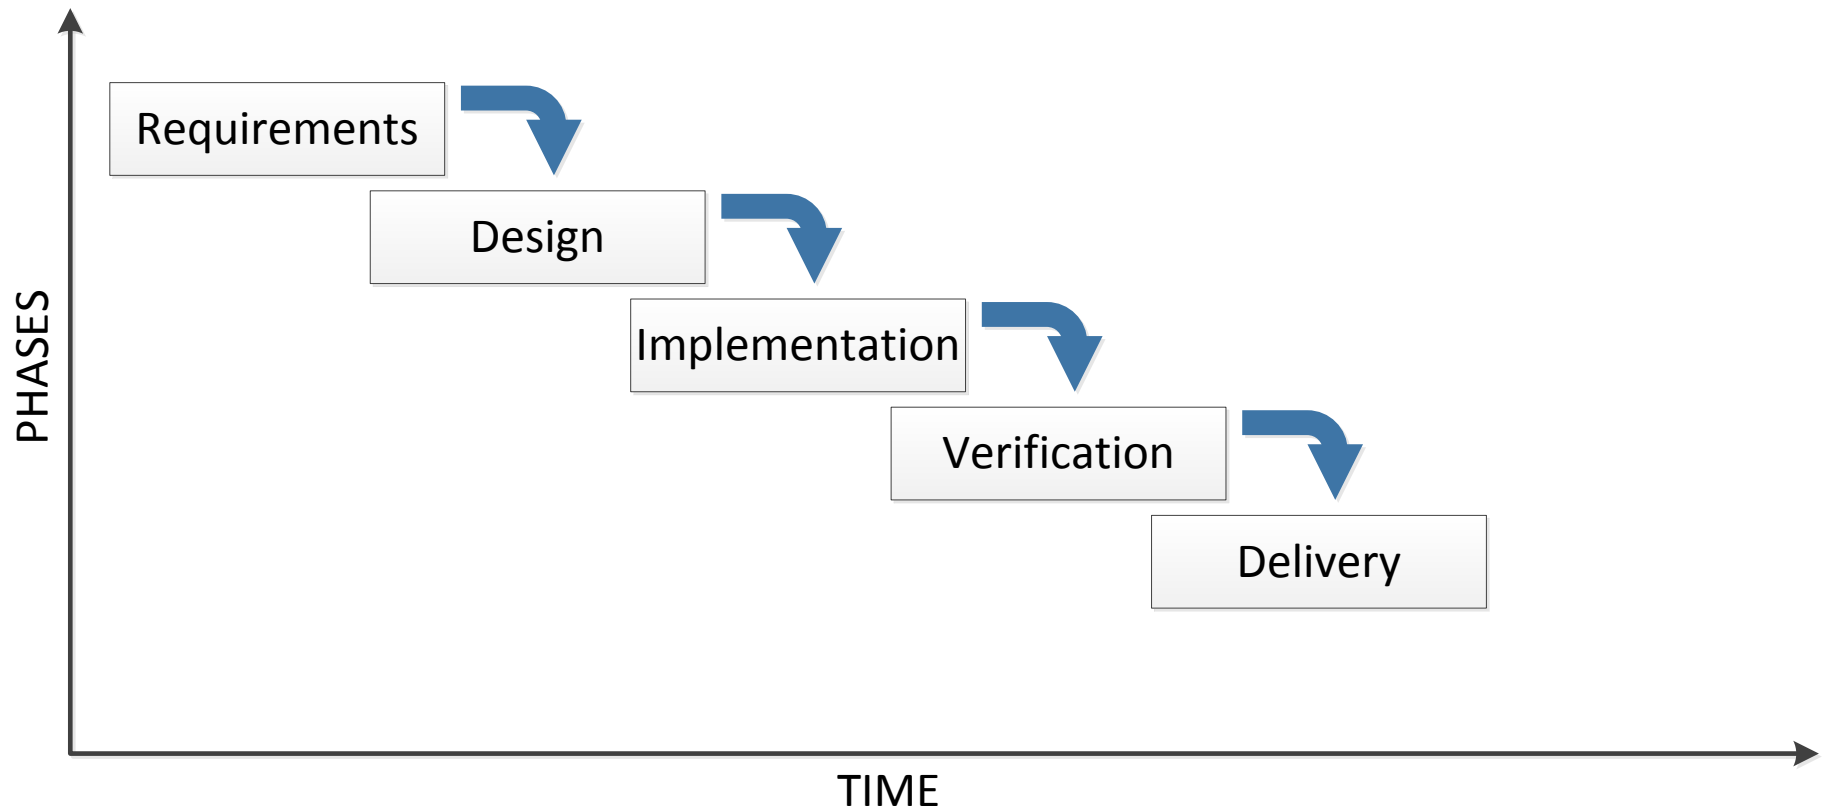 Requirements
Design
Implementation
Verification
Delivery
PHASES
TIME